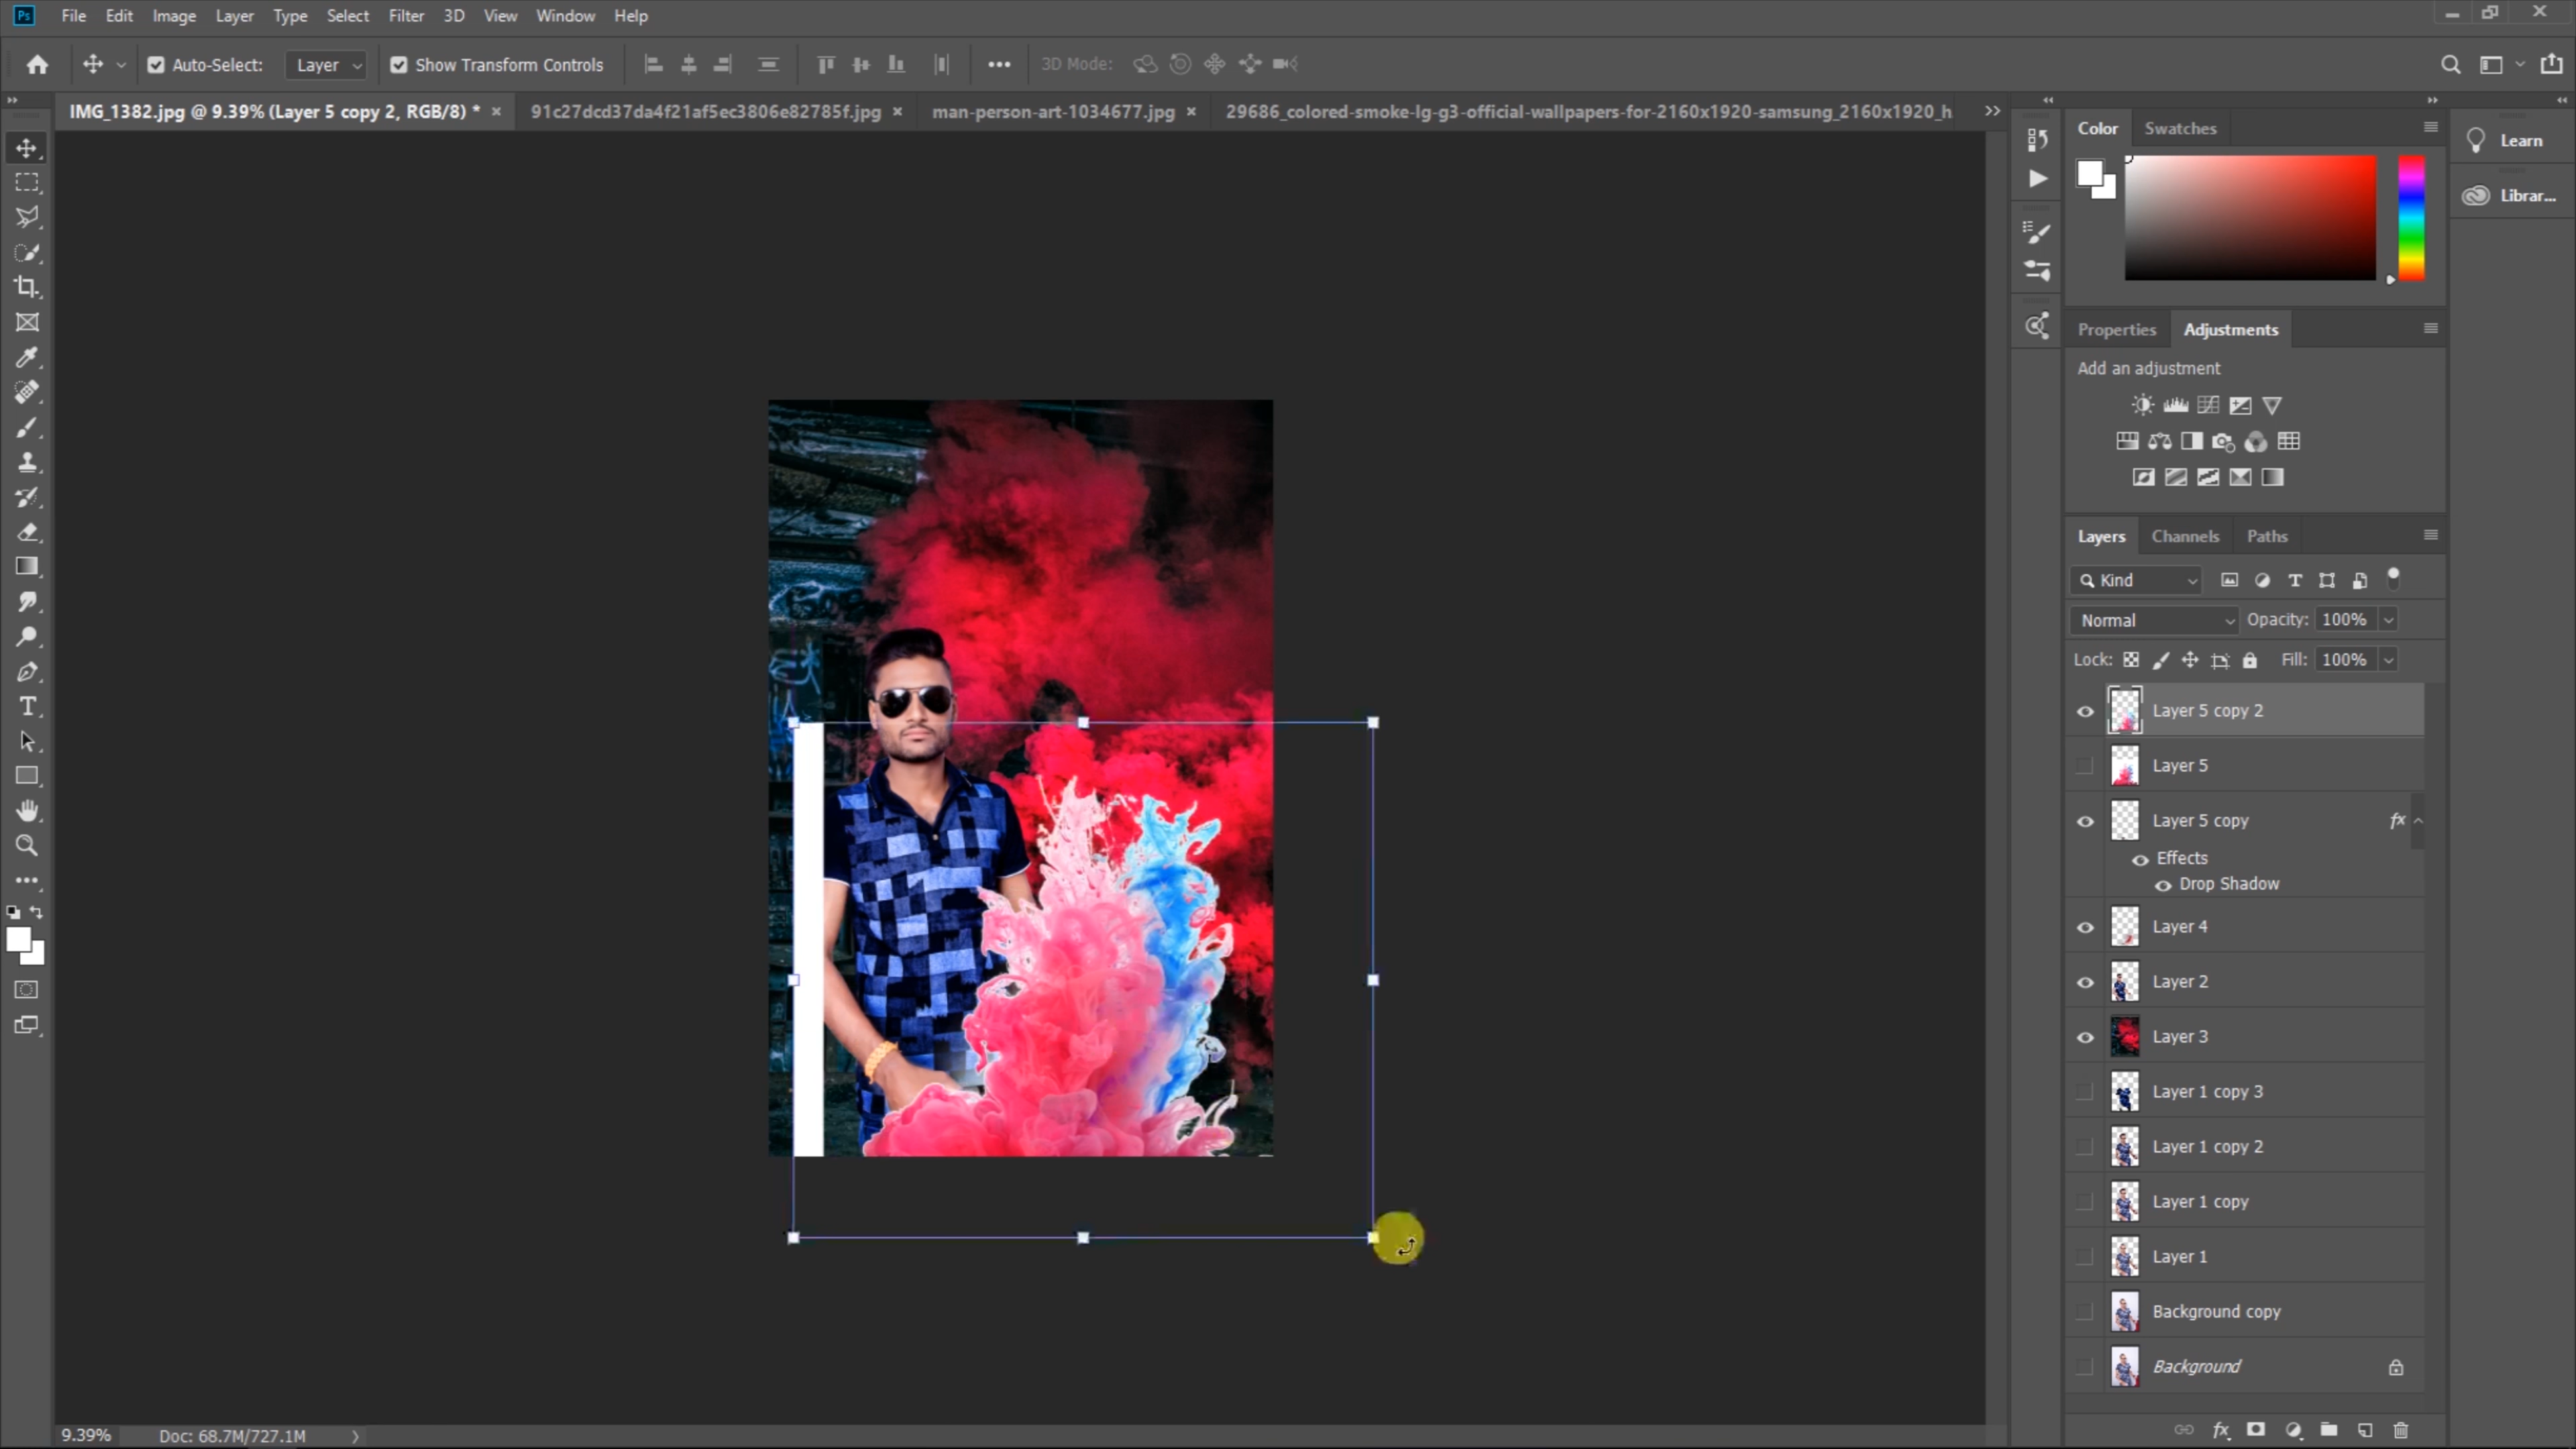 Ps File Edit Image Layer Type Select Filter 3D View Window Help
Auto-Select: Layer Show Transform Controls 3D Mode:
IMG_1382.jpg @ 9.39% (Layer 5 copy 2, RGB/8) * × 91c27dcd37da4f21af5ec3806e82785f.jpg × man-person-art-1034677.jpg × 29686_colored-smoke-lg-g3-official-wallpapers-for-2160x1920-samsung_2160x1920_h
Color Swatches
Learn
Librar...
Properties Adjustments
Add an adjustment
Layers Channels Paths
Kind
Normal Opacity: 100%
Lock: Fill: 100%
Layer 5 copy 2
Layer 5
Layer 5 copy fx
Effects
Drop Shadow
Layer 4
Layer 2
Layer 3
Layer 1 copy 3
Layer 1 copy 2
Layer 1 copy
Layer 1
Background copy
Background
9.39% Doc: 68.7M/727.1M
fx